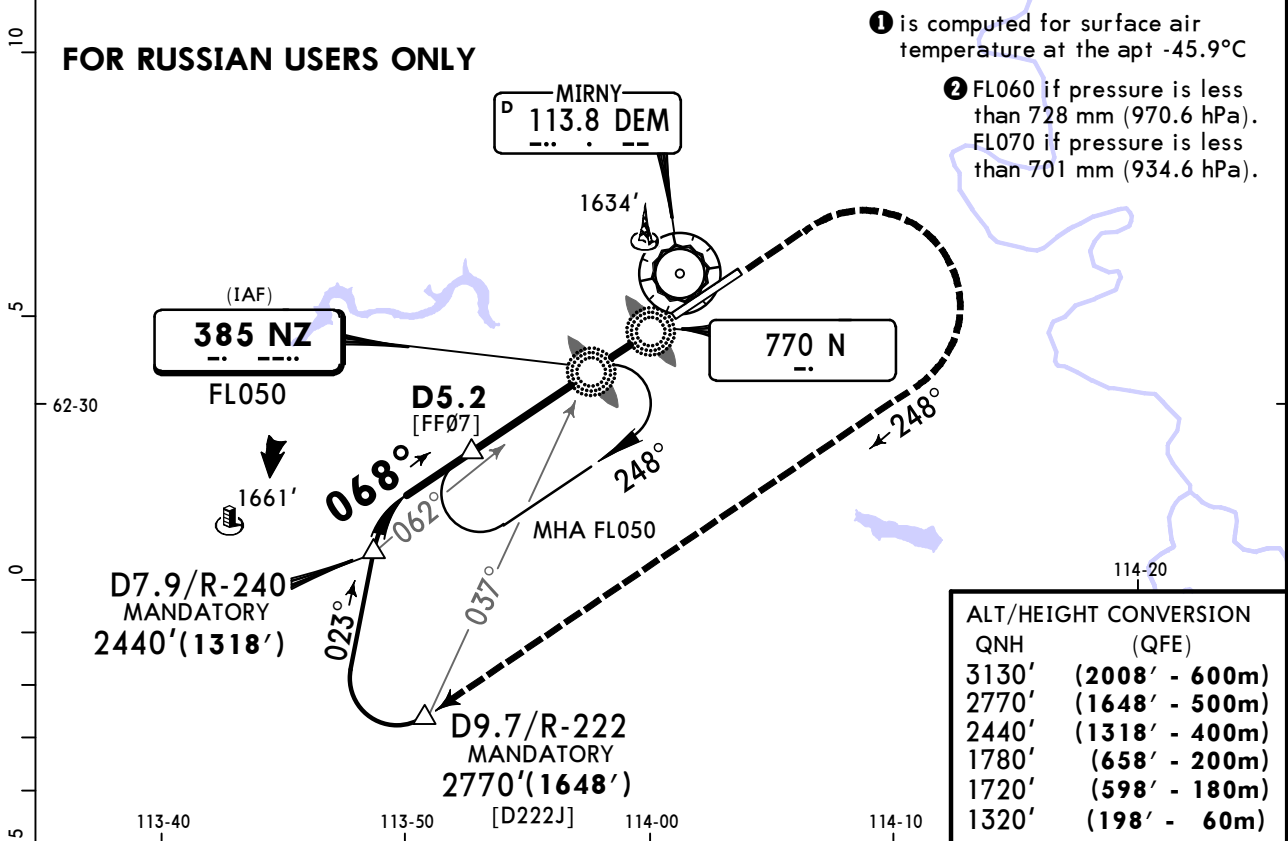 10
FOR RUSSIAN USERS ONLY
❶ is computed for surface air
temperature at the apt -45.9°C
❷ FL060 if pressure is less
than 728 mm (970.6 hPa).
FL070 if pressure is less
than 701 mm (934.6 hPa).
MIRNY
D 113.8 DEM
1634'
5
(IAF)
385 NZ
FL050
770 N
62-30
D5.2
[FFØ7]
248°
068°
062°
248°
1661'
MHA FL050
0
D7.9/R-240
MANDATORY
2440'(1318')
023°
037°
114-20
D9.7/R-222
MANDATORY
2770'(1648')
[D222J]
ALT/HEIGHT CONVERSION
QNH (QFE)
3130' (2008' - 600m)
2770' (1648' - 500m)
2440' (1318' - 400m)
1780' (658' - 200m)
1720' (598' - 180m)
1320' (198' - 60m)
5
113-40
113-50
114-00
114-10